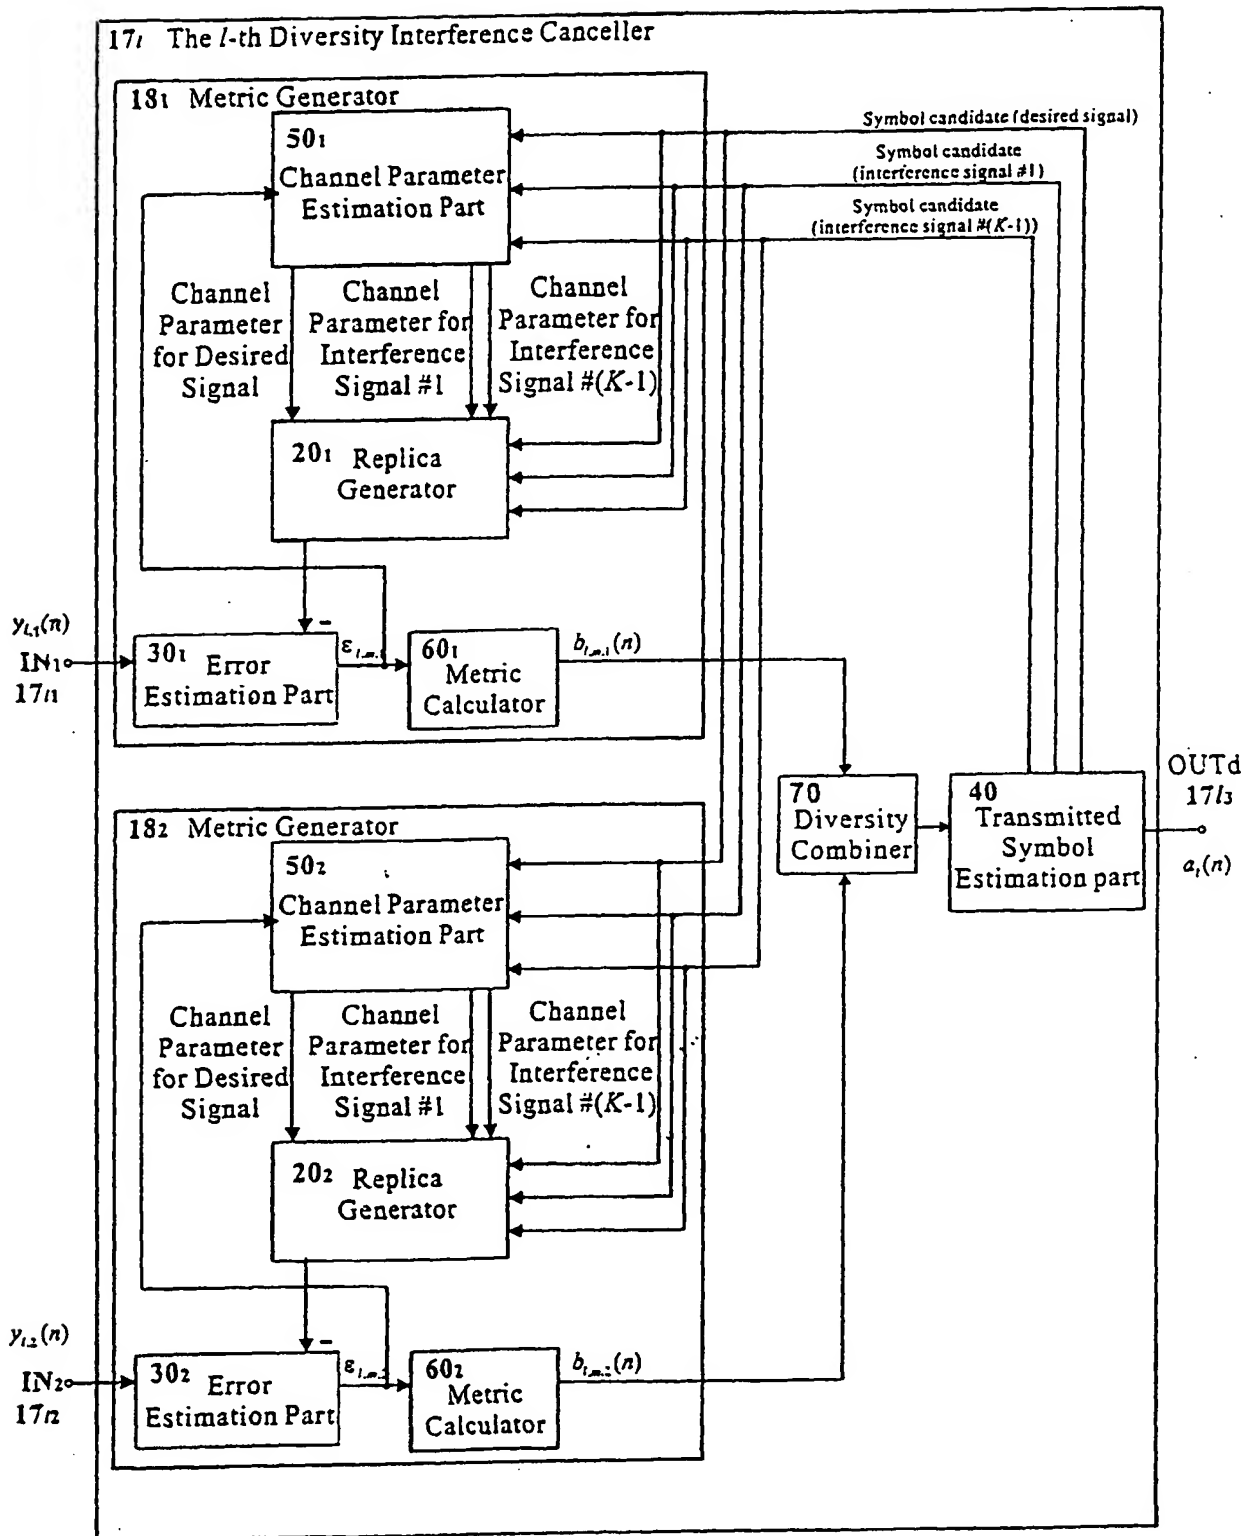 17l The l-th Diversity Interference Canceller
181 Metric Generator
501
Channel Parameter
Estimation Part
Symbol candidate (desired signal)
Symbol candidate
(interference signal #1)
Symbol candidate
(interference signal #(K-1))
Channel
Parameter
for Desired
Signal
Channel
Parameter for
Interference
Signal #1
Channel
Parameter for
Interference
Signal #(K-1)
201 Replica
Generator
yl,1(n)
IN1
17l1
-
301 Error
Estimation Part
εl,m,1
601
Metric
Calculator
bl,m,1(n)
70
Diversity
Combiner
40
Transmitted
Symbol
Estimation part
OUTd
17l3
al(n)
182 Metric Generator
502
Channel Parameter
Estimation Part
Channel
Parameter
for Desired
Signal
Channel
Parameter for
Interference
Signal #1
Channel
Parameter for
Interference
Signal #(K-1)
202 Replica
Generator
yl,2(n)
IN2
17l2
-
302 Error
Estimation Part
εl,m,2
602
Metric
Calculator
bl,m,2(n)